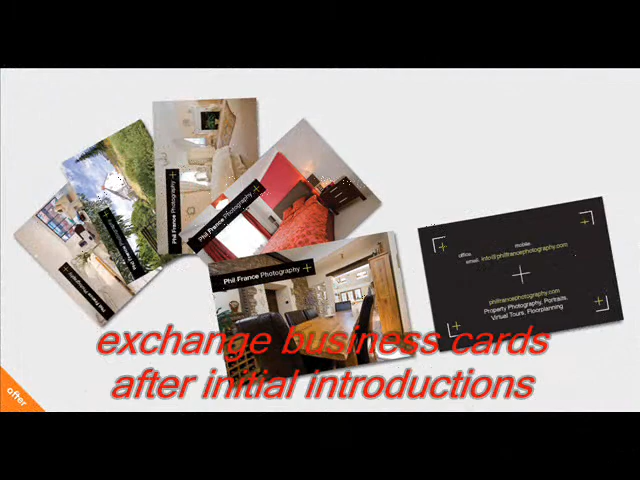 Phil France Photography
Phil France Photography
Phil France Photography
Phil France Photography
Phil France Photography
office.
mobile.
email. info@philfrancephotography.com
philfrancephotography.com
Property Photography, Portraits,
Virtual Tours, Floorplanning
exchange business cards
after initial introductions
after